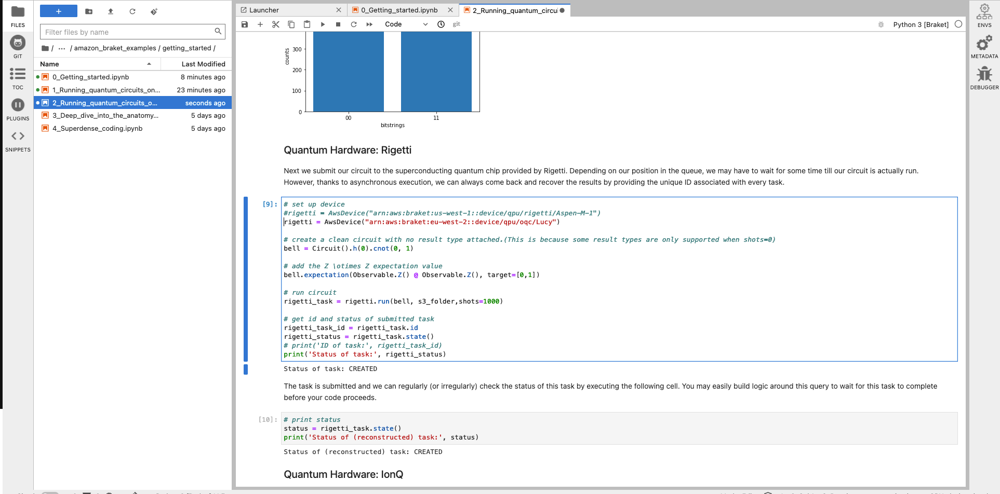 FILES
GIT
TOC
PLUGINS
SNIPPETS
+
Filter files by name
/ ··· / amazon_braket_examples / getting_started /
Name Last Modified
0_Getting_started.ipynb 8 minutes ago
1_Running_quantum_circuits_on... 23 minutes ago
2_Running_quantum_circuits_o... seconds ago
3_Deep_dive_into_the_anatomy... 5 days ago
4_Superdense_coding.ipynb 5 days ago
Launcher
0_Getting_started.ipynb
2_Running_quantum_circui
Code
git
Python 3 [Braket]
counts
300
200
100
0
00 11
bitstrings
Quantum Hardware: Rigetti
Next we submit our circuit to the superconducting quantum chip provided by Rigetti. Depending on our position in the queue, we may have to wait for some time till our circuit is actually run.
However, thanks to asynchronous execution, we can always come back and recover the results by providing the unique ID associated with every task.
[9]: # set up device
#rigetti = AwsDevice("arn:aws:braket:us-west-1::device/qpu/rigetti/Aspen-M-1")
rigetti = AwsDevice("arn:aws:braket:eu-west-2::device/qpu/oqc/Lucy")
# create a clean circuit with no result type attached.(This is because some result types are only supported when shots=0)
bell = Circuit().h(0).cnot(0, 1)
# add the Z \otimes Z expectation value
bell.expectation(Observable.Z() @ Observable.Z(), target=[0,1])
# run circuit
rigetti_task = rigetti.run(bell, s3_folder,shots=1000)
# get id and status of submitted task
rigetti_task_id = rigetti_task.id
rigetti_status = rigetti_task.state()
# print('ID of task:', rigetti_task_id)
print('Status of task:', rigetti_status)
Status of task: CREATED
The task is submitted and we can regularly (or irregularly) check the status of this task by executing the following cell. You may easily build logic around this query to wait for this task to complete
before your code proceeds.
[10]: # print status
status = rigetti_task.state()
print('Status of (reconstructed) task:', status)
Status of (reconstructed) task: CREATED
Quantum Hardware: IonQ
ENVS
METADATA
DEBUGGER